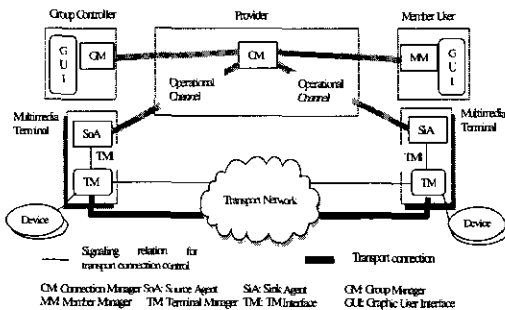 Group Controller
Provider
Member User
GUI
GM
CM
MM
GUI
Operational Channel
Operational Channel
Multimedia Terminal
SoA
TMI
TM
Device
Multimedia Terminal
SiA
TMI
TM
Device
Transport Network
Signaling relation for transport connection control
Transport connection
CM: Connection Manager SoA: Source Agent SiA: Sink Agent GM: Group Manager
MM: Member Manager TM: Terminal Manager TMI: TM Interface GUI: Graphic User Interface